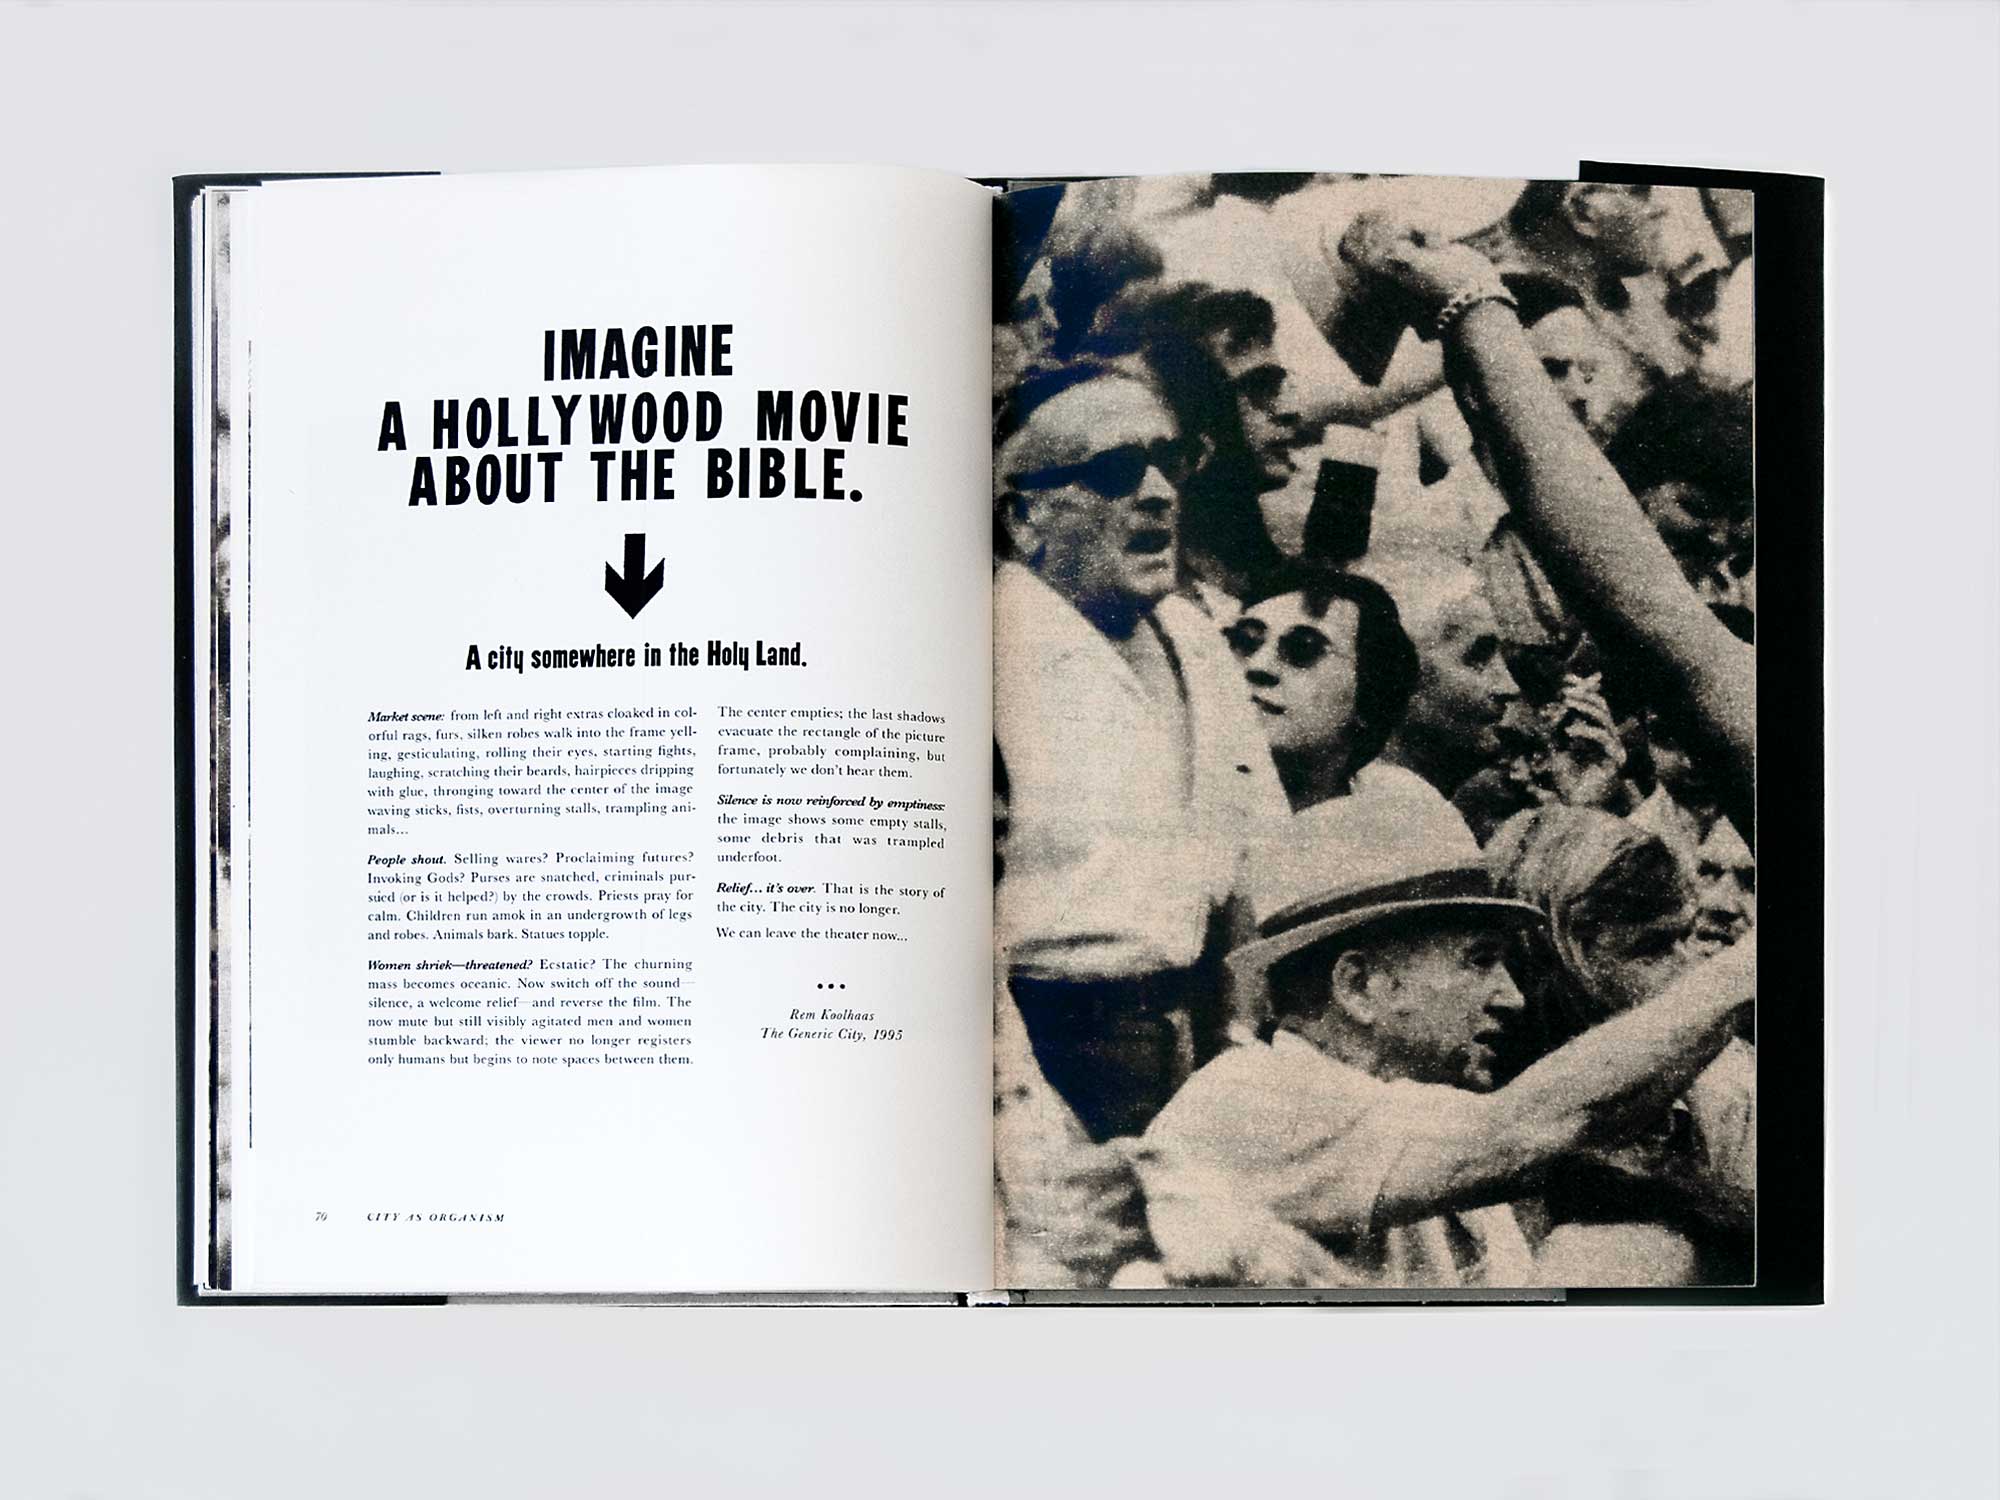 IMAGINE
A HOLLYWOOD MOVIE
ABOUT THE BIBLE.
A city somewhere in the Holy Land.
Market scene: from left and right extras cloaked in col-
orful rags, furs, silken robes walk into the frame yell-
ing, gesticulating, rolling their eyes, starting fights,
laughing, scratching their beards, hairpieces dripping
with glue, thronging toward the center of the image
waving sticks, fists, overturning stalls, trampling ani-
mals...
People shout. Selling wares? Proclaiming futures?
Invoking Gods? Purses are snatched, criminals pur-
sued (or is it helped?) by the crowds. Priests pray for
calm. Children run amok in an undergrowth of legs
and robes. Animals bark. Statues topple.
Women shriek—threatened? Ecstatic? The churning
mass becomes oceanic. Now switch off the sound—
silence, a welcome relief—and reverse the film. The
now mute but still visibly agitated men and women
stumble backward; the viewer no longer registers
only humans but begins to note spaces between them.
The center empties; the last shadows
evacuate the rectangle of the picture
frame, probably complaining, but
fortunately we don't hear them.
Silence is now reinforced by emptiness:
the image shows some empty stalls,
some debris that was trampled
underfoot.
Relief... it's over. That is the story of
the city. The city is no longer.
We can leave the theater now...
•••
Rem Koolhaas
The Generic City, 1995
70 CITY AS ORGANISM